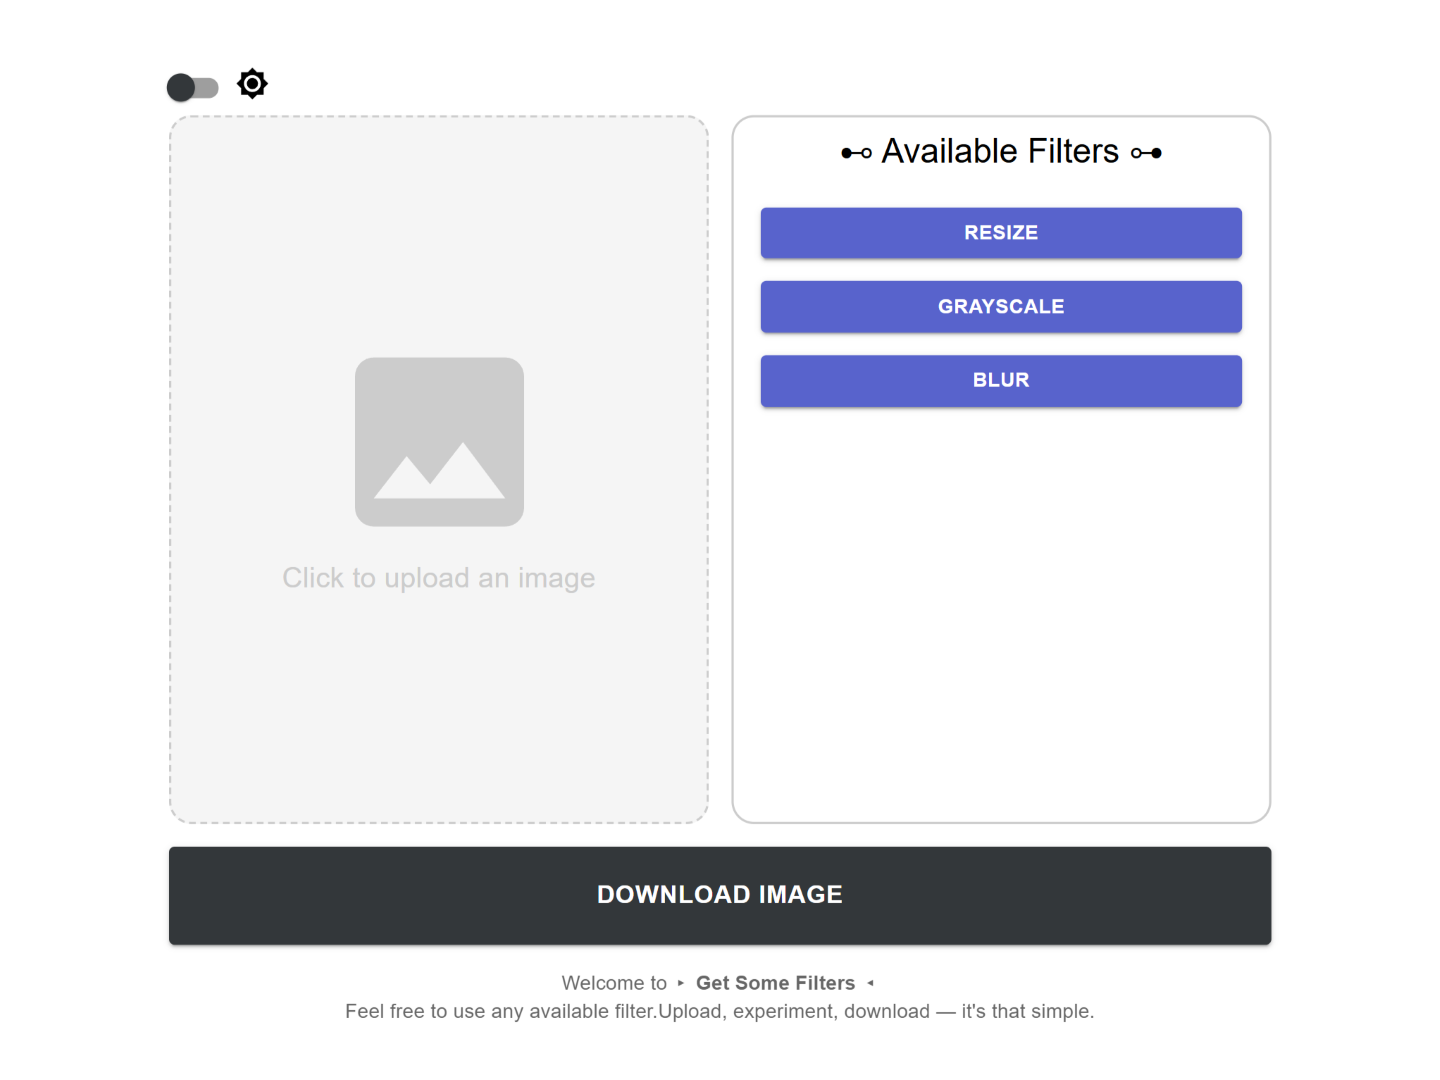 ⊷ Available Filters ⊶
RESIZE
GRAYSCALE
BLUR
Click to upload an image
DOWNLOAD IMAGE
Welcome to ‣ Get Some Filters ◂
Feel free to use any available filter.Upload, experiment, download — it's that simple.